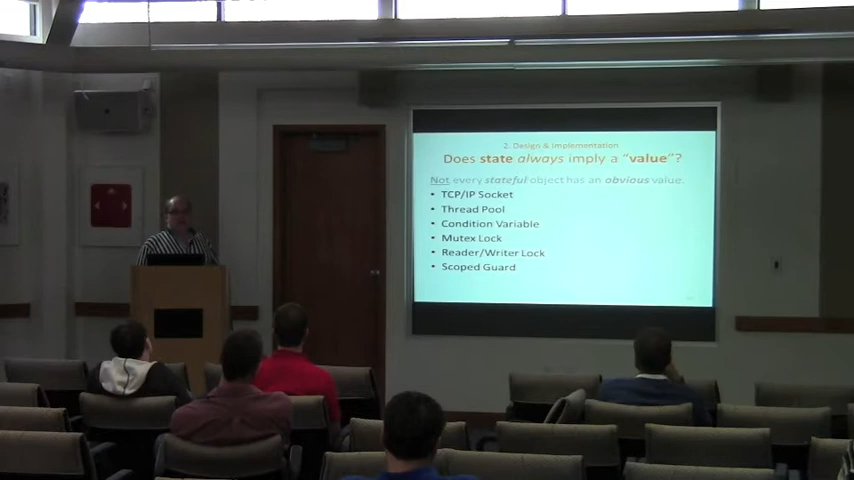 2. Design & Implementation
Does state always imply a "value"?
Not every stateful object has an obvious value.
• TCP/IP Socket
• Thread Pool
• Condition Variable
• Mutex Lock
• Reader/Writer Lock
• Scoped Guard